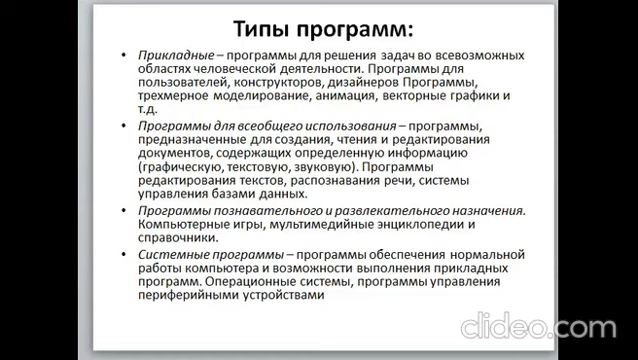 Типы программ:
• Прикладные – программы для решения задач во всевозможных
областях человеческой деятельности. Программы для
пользователей, конструкторов, дизайнеров Программы,
трехмерное моделирование, анимация, векторные графики и
т.д.
• Программы для всеобщего использования – программы,
предназначенные для создания, чтения и редактирования
документов, содержащих определенную информацию
(графическую, текстовую, звуковую). Программы
редактирования текстов, распознавания речи, системы
управления базами данных.
• Программы познавательного и развлекательного назначения.
Компьютерные игры, мультимедийные энциклопедии и
справочники.
• Системные программы – программы обеспечения нормальной
работы компьютера и возможности выполнения прикладных
программ. Операционные системы, программы управления
периферийными устройствами
clideo.com